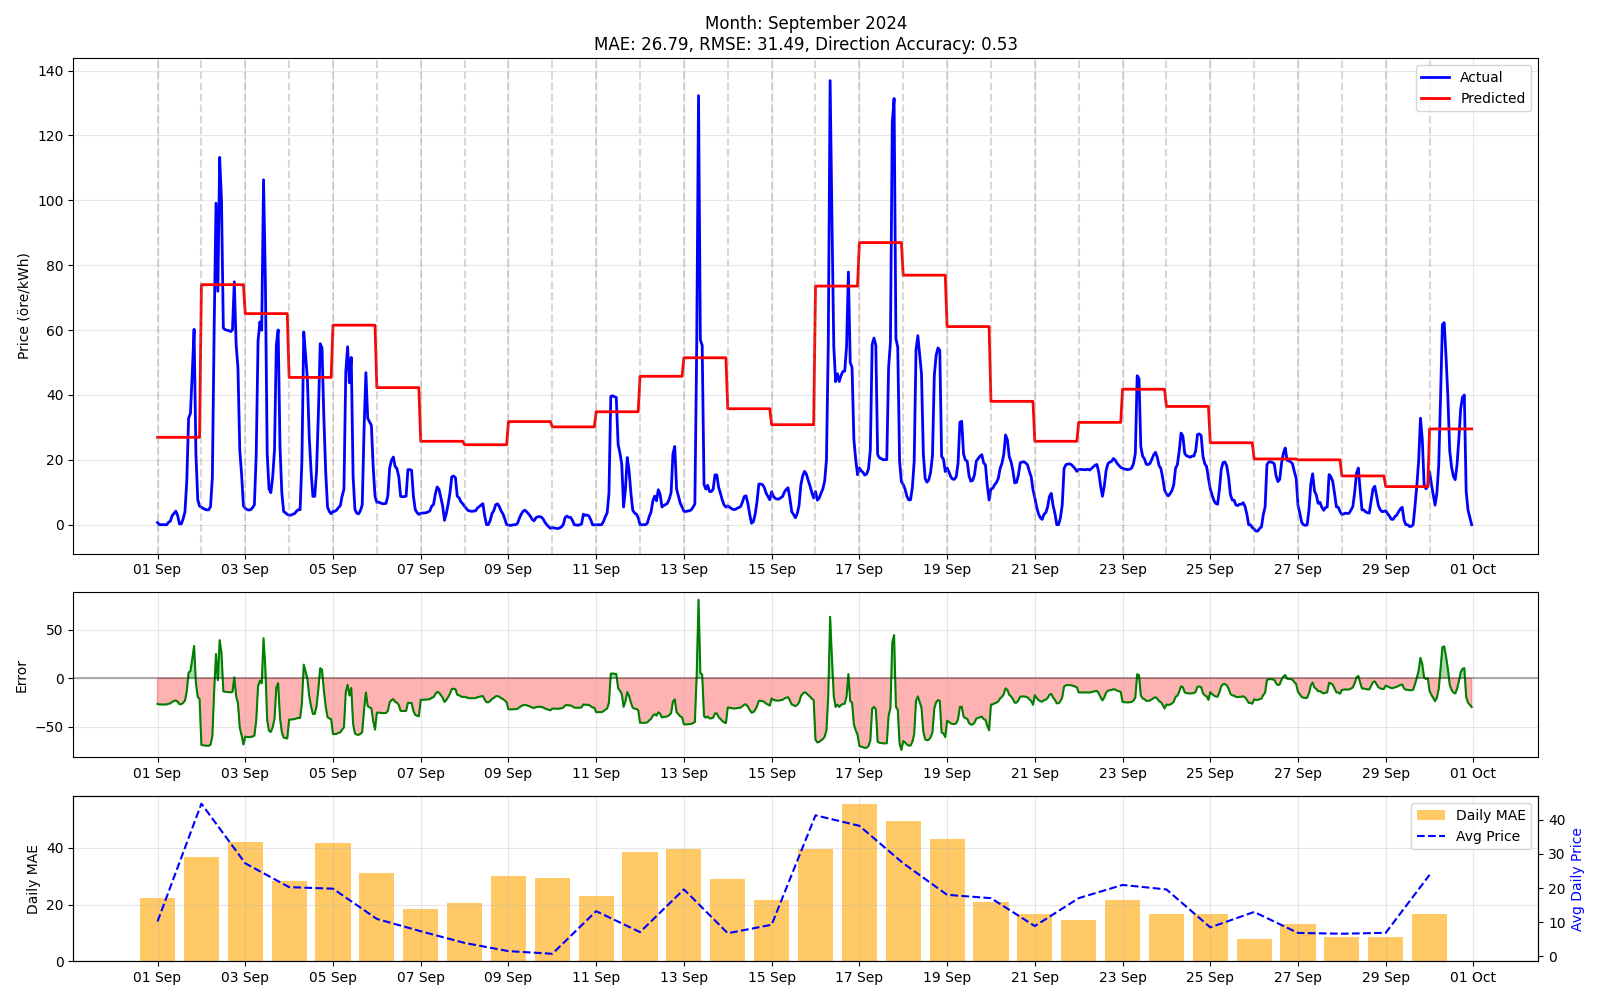 Month: September 2024
MAE: 26.79, RMSE: 31.49, Direction Accuracy: 0.53
Price (öre/kWh)
140
120
100
80
60
40
20
0
Actual
Predicted
01 Sep 03 Sep 05 Sep 07 Sep 09 Sep 11 Sep 13 Sep 15 Sep 17 Sep 19 Sep 21 Sep 23 Sep 25 Sep 27 Sep 29 Sep 01 Oct
Error
50
0
−50
01 Sep 03 Sep 05 Sep 07 Sep 09 Sep 11 Sep 13 Sep 15 Sep 17 Sep 19 Sep 21 Sep 23 Sep 25 Sep 27 Sep 29 Sep 01 Oct
Daily MAE
40
20
0
Daily MAE
Avg Price
40
30
20
10
0
Avg Daily Price
01 Sep 03 Sep 05 Sep 07 Sep 09 Sep 11 Sep 13 Sep 15 Sep 17 Sep 19 Sep 21 Sep 23 Sep 25 Sep 27 Sep 29 Sep 01 Oct